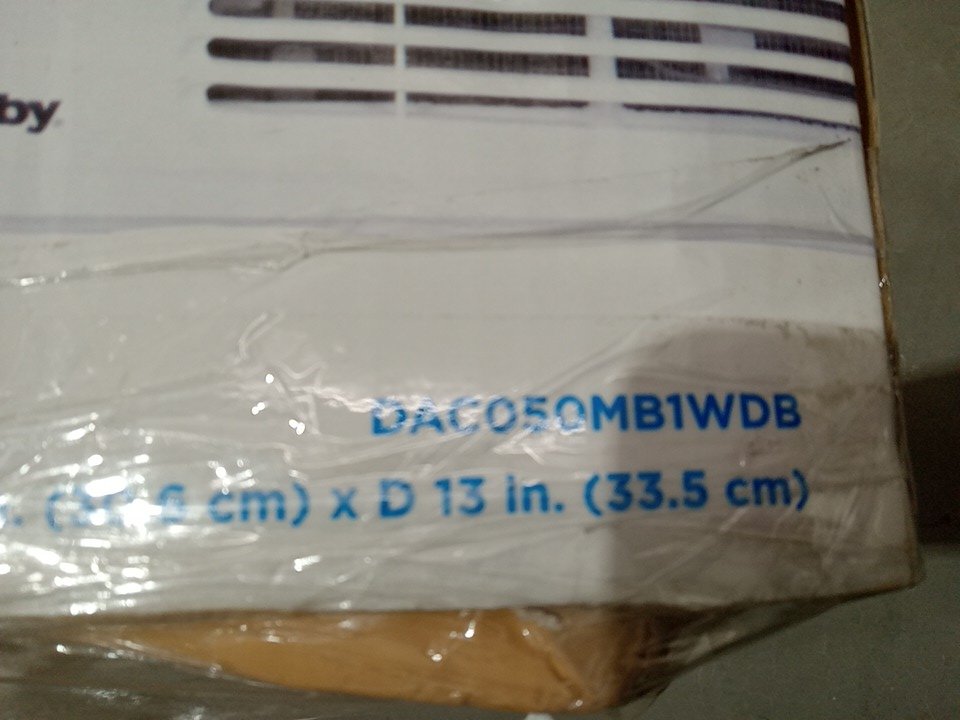 by
DAC050MB1WDB
cm) x D 13 in. (33.5 cm)